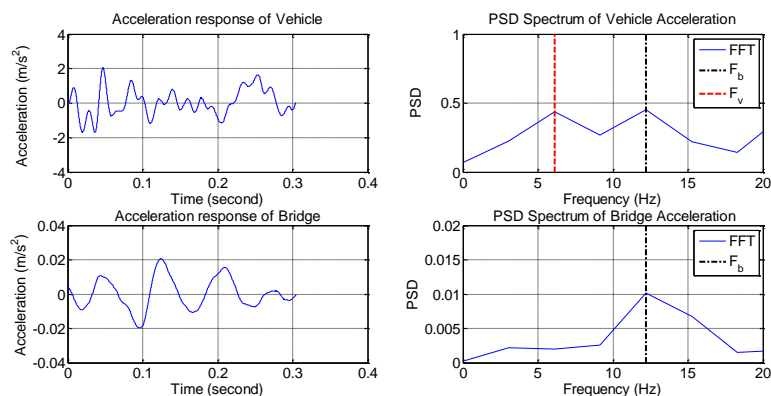 Acceleration response of Vehicle
Acceleration (m/s²)
4
2
0
-2
-4
0
0.1
0.2
0.3
0.4
Time (second)
PSD Spectrum of Vehicle Acceleration
PSD
1
0.5
0
0
5
10
15
20
Frequency (Hz)
FFT
F_b
F_v
Acceleration response of Bridge
Acceleration (m/s²)
0.04
0.02
0
-0.02
-0.04
0
0.1
0.2
0.3
0.4
Time (second)
PSD Spectrum of Bridge Acceleration
PSD
0.02
0.015
0.01
0.005
0
0
5
10
15
20
Frequency (Hz)
FFT
F_b